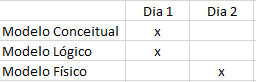 Dia 1 Dia 2
Modelo Conceitual x
Modelo Lógico x
Modelo Físico x